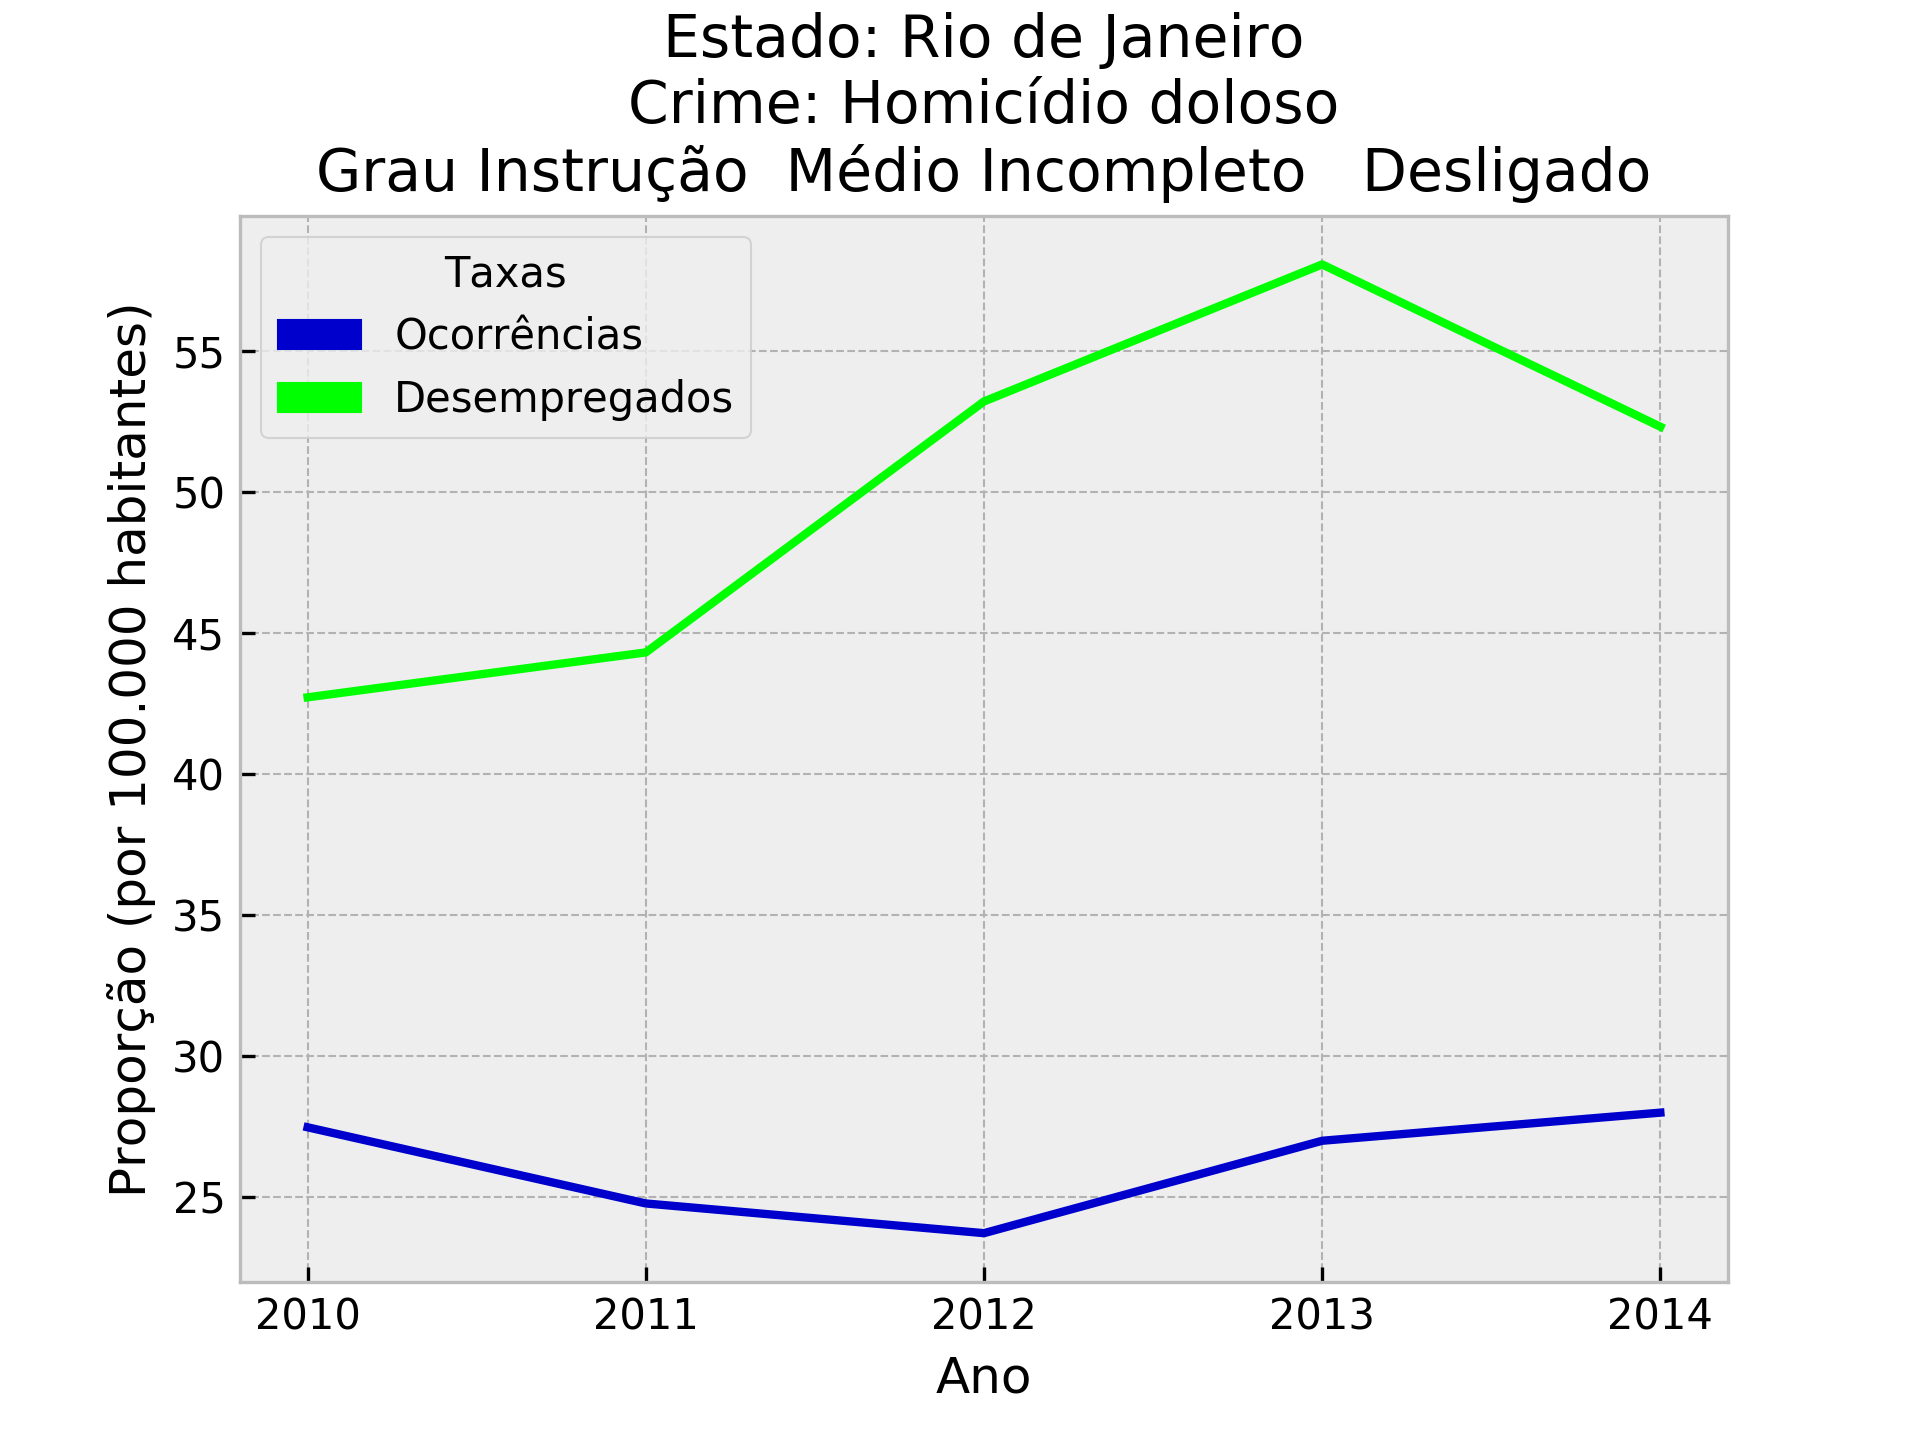 Estado: Rio de Janeiro
Crime: Homicídio doloso
Grau Instrução  Médio Incompleto   Desligado
Taxas
Ocorrências
Desempregados
Proporção (por 100.000 habitantes)
55
50
45
40
35
30
25
2010 2011 2012 2013 2014
Ano